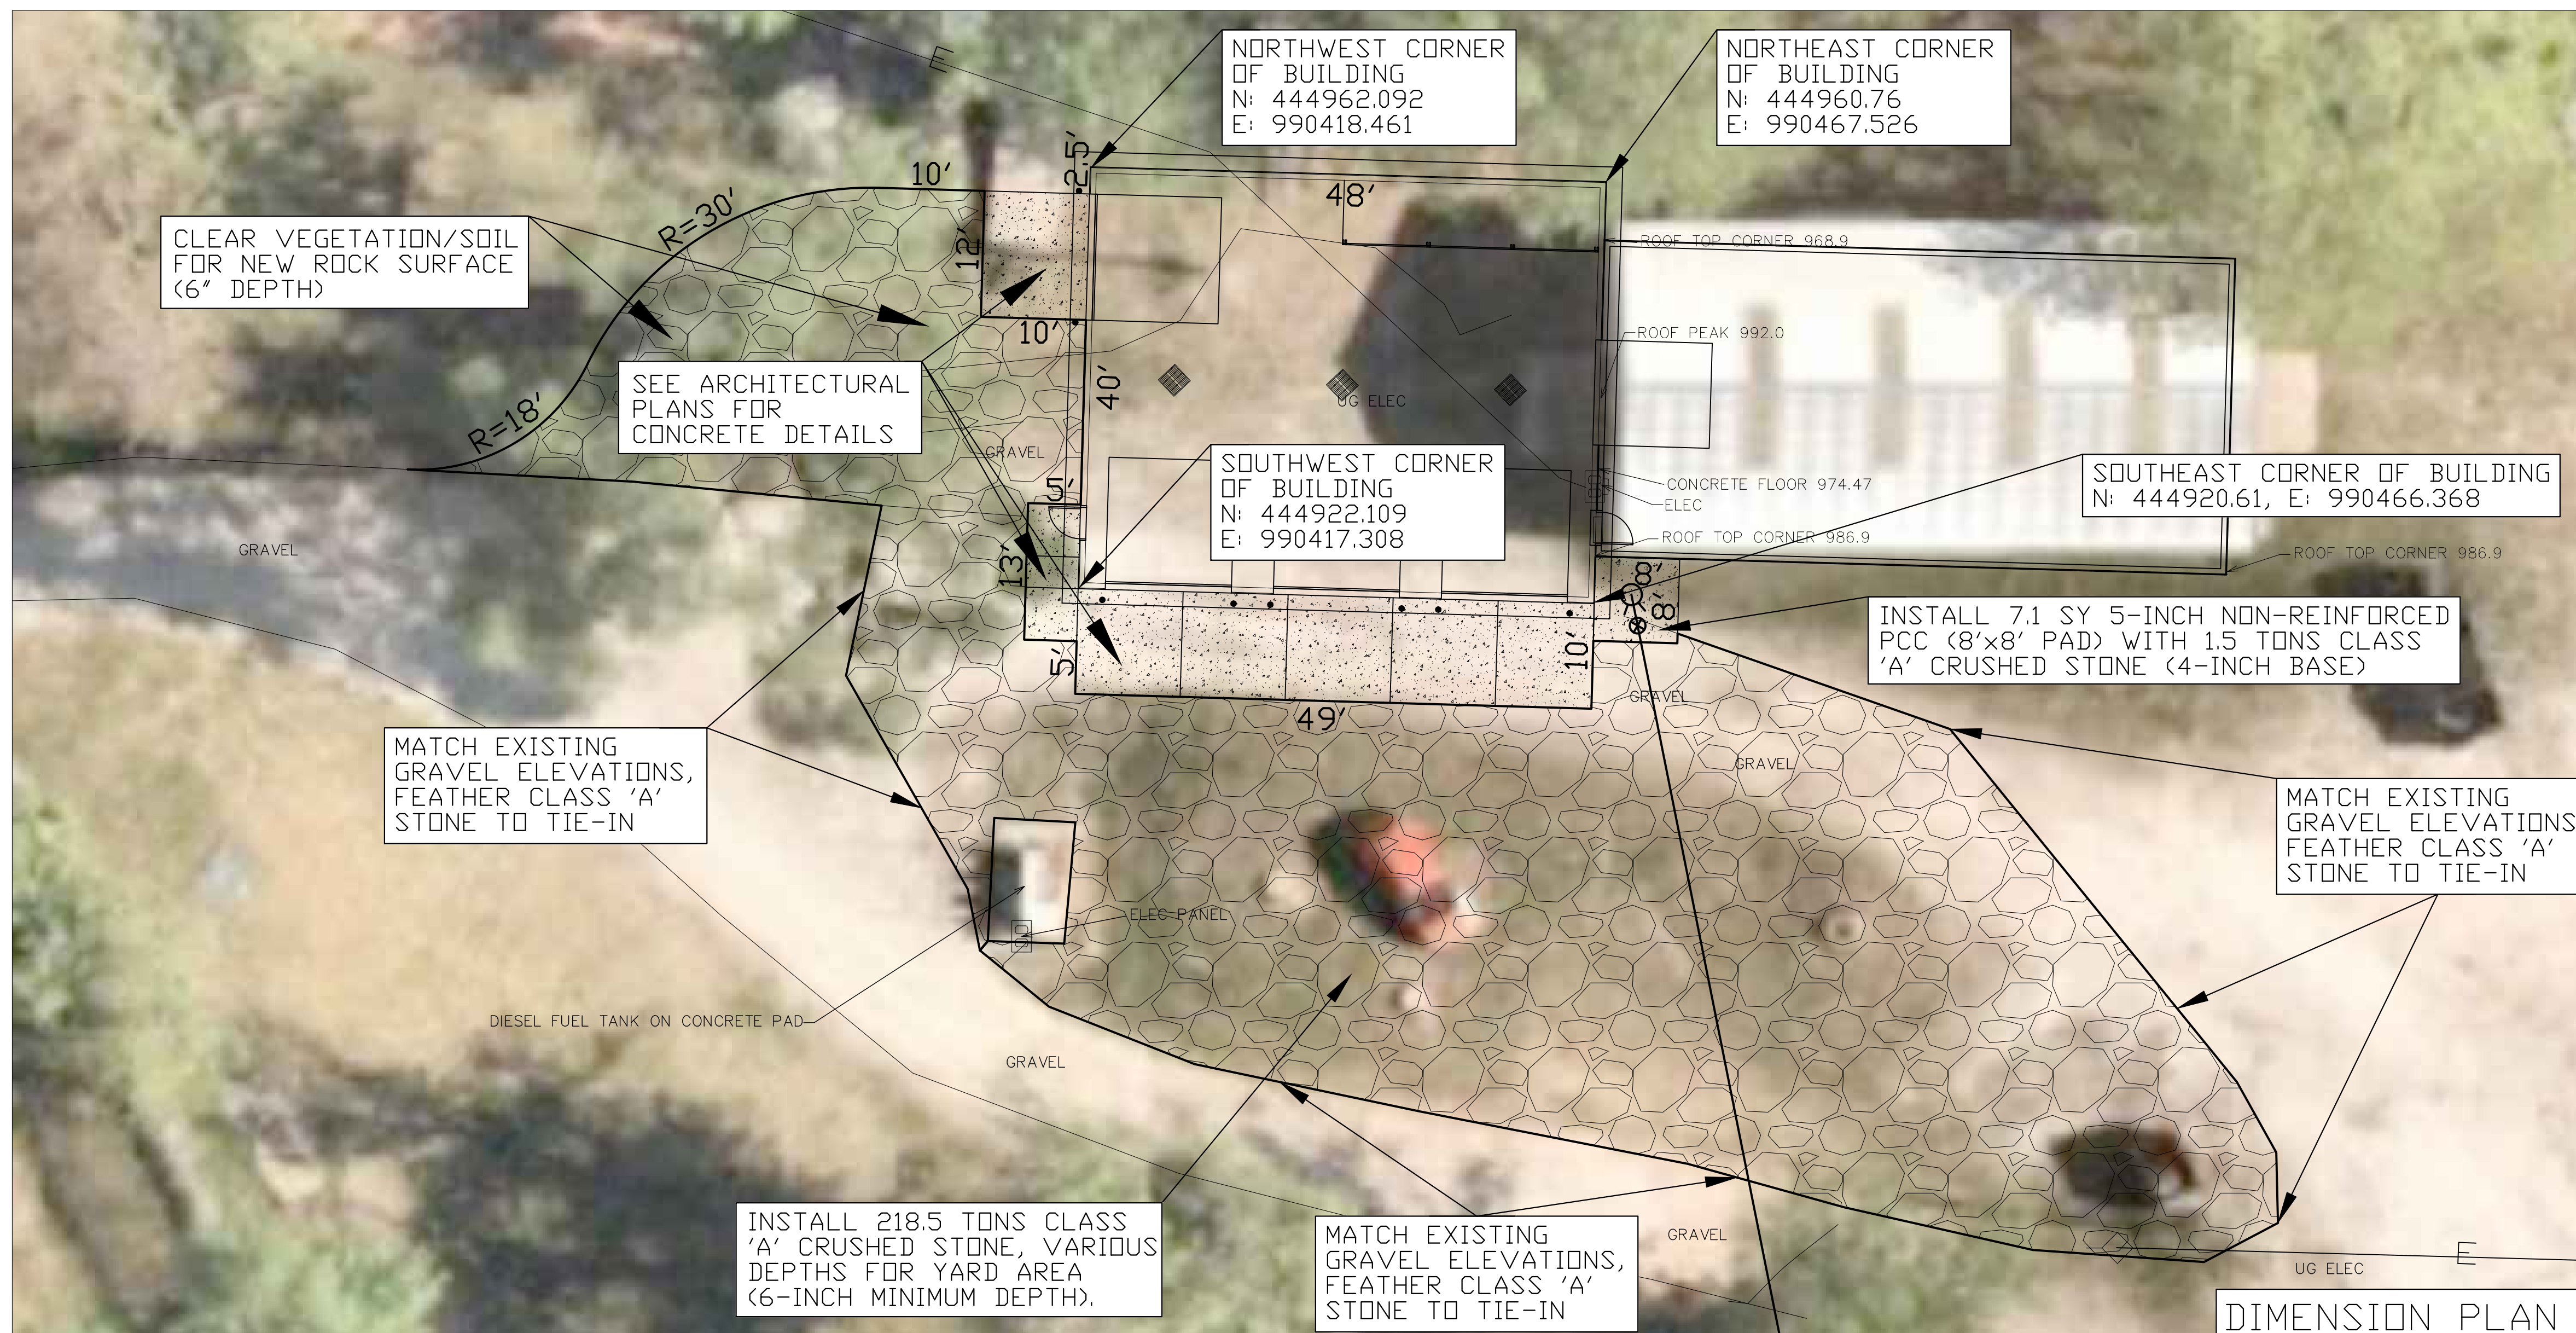 E
NORTHWEST CORNER
OF BUILDING
N: 444962.092
E: 990418.461
NORTHEAST CORNER
OF BUILDING
N: 444960.76
E: 990467.526
2.5'
10'
48'
R=30'
12'
CLEAR VEGETATION/SOIL
FOR NEW ROCK SURFACE
(6" DEPTH)
ROOF TOP CORNER 968.9
10'
ROOF PEAK 992.0
SEE ARCHITECTURAL
PLANS FOR
CONCRETE DETAILS
40'
UG ELEC
R=18'
GRAVEL
SOUTHWEST CORNER
OF BUILDING
N: 444922.109
E: 990417.308
CONCRETE FLOOR 974.47
ELEC
SOUTHEAST CORNER OF BUILDING
N: 444920.61, E: 990466.368
5'
ROOF TOP CORNER 986.9
ROOF TOP CORNER 986.9
GRAVEL
13'
8'
8'
INSTALL 7.1 SY 5-INCH NON-REINFORCED
PCC (8'x8' PAD) WITH 1.5 TONS CLASS
'A' CRUSHED STONE (4-INCH BASE)
5'
10'
GRAVEL
49'
MATCH EXISTING
GRAVEL ELEVATIONS,
FEATHER CLASS 'A'
STONE TO TIE-IN
GRAVEL
MATCH EXISTING
GRAVEL ELEVATIONS
FEATHER CLASS 'A'
STONE TO TIE-IN
ELEC PANEL
DIESEL FUEL TANK ON CONCRETE PAD
GRAVEL
INSTALL 218.5 TONS CLASS
'A' CRUSHED STONE, VARIOUS
DEPTHS FOR YARD AREA
(6-INCH MINIMUM DEPTH).
MATCH EXISTING
GRAVEL ELEVATIONS,
FEATHER CLASS 'A'
STONE TO TIE-IN
GRAVEL
E
UG ELEC
DIMENSION PLAN